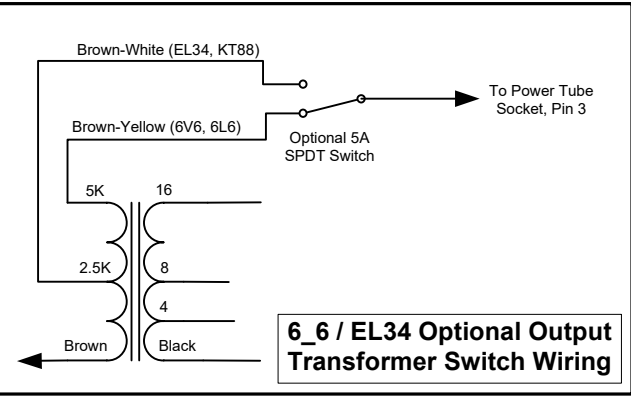 Brown-White (EL34, KT88)
To Power Tube
Socket, Pin 3
Brown-Yellow (6V6, 6L6)
Optional 5A
SPDT Switch
5K
16
2.5K
8
4
Brown
Black
6_6 / EL34 Optional Output
Transformer Switch Wiring